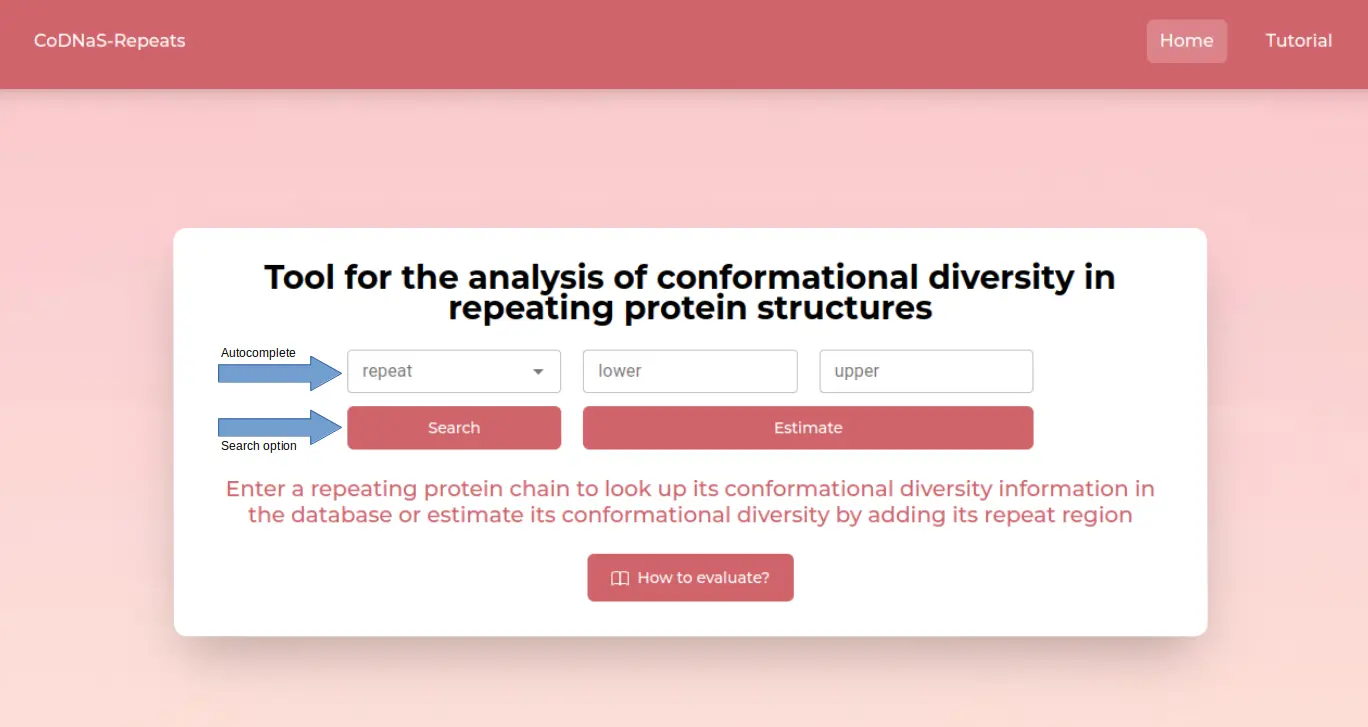 CoDNaS-Repeats
Home
Tutorial
Tool for the analysis of conformational diversity in
repeating protein structures
Autocomplete
repeat
lower
upper
Search
Estimate
Search option
Enter a repeating protein chain to look up its conformational diversity information in
the database or estimate its conformational diversity by adding its repeat region
How to evaluate?